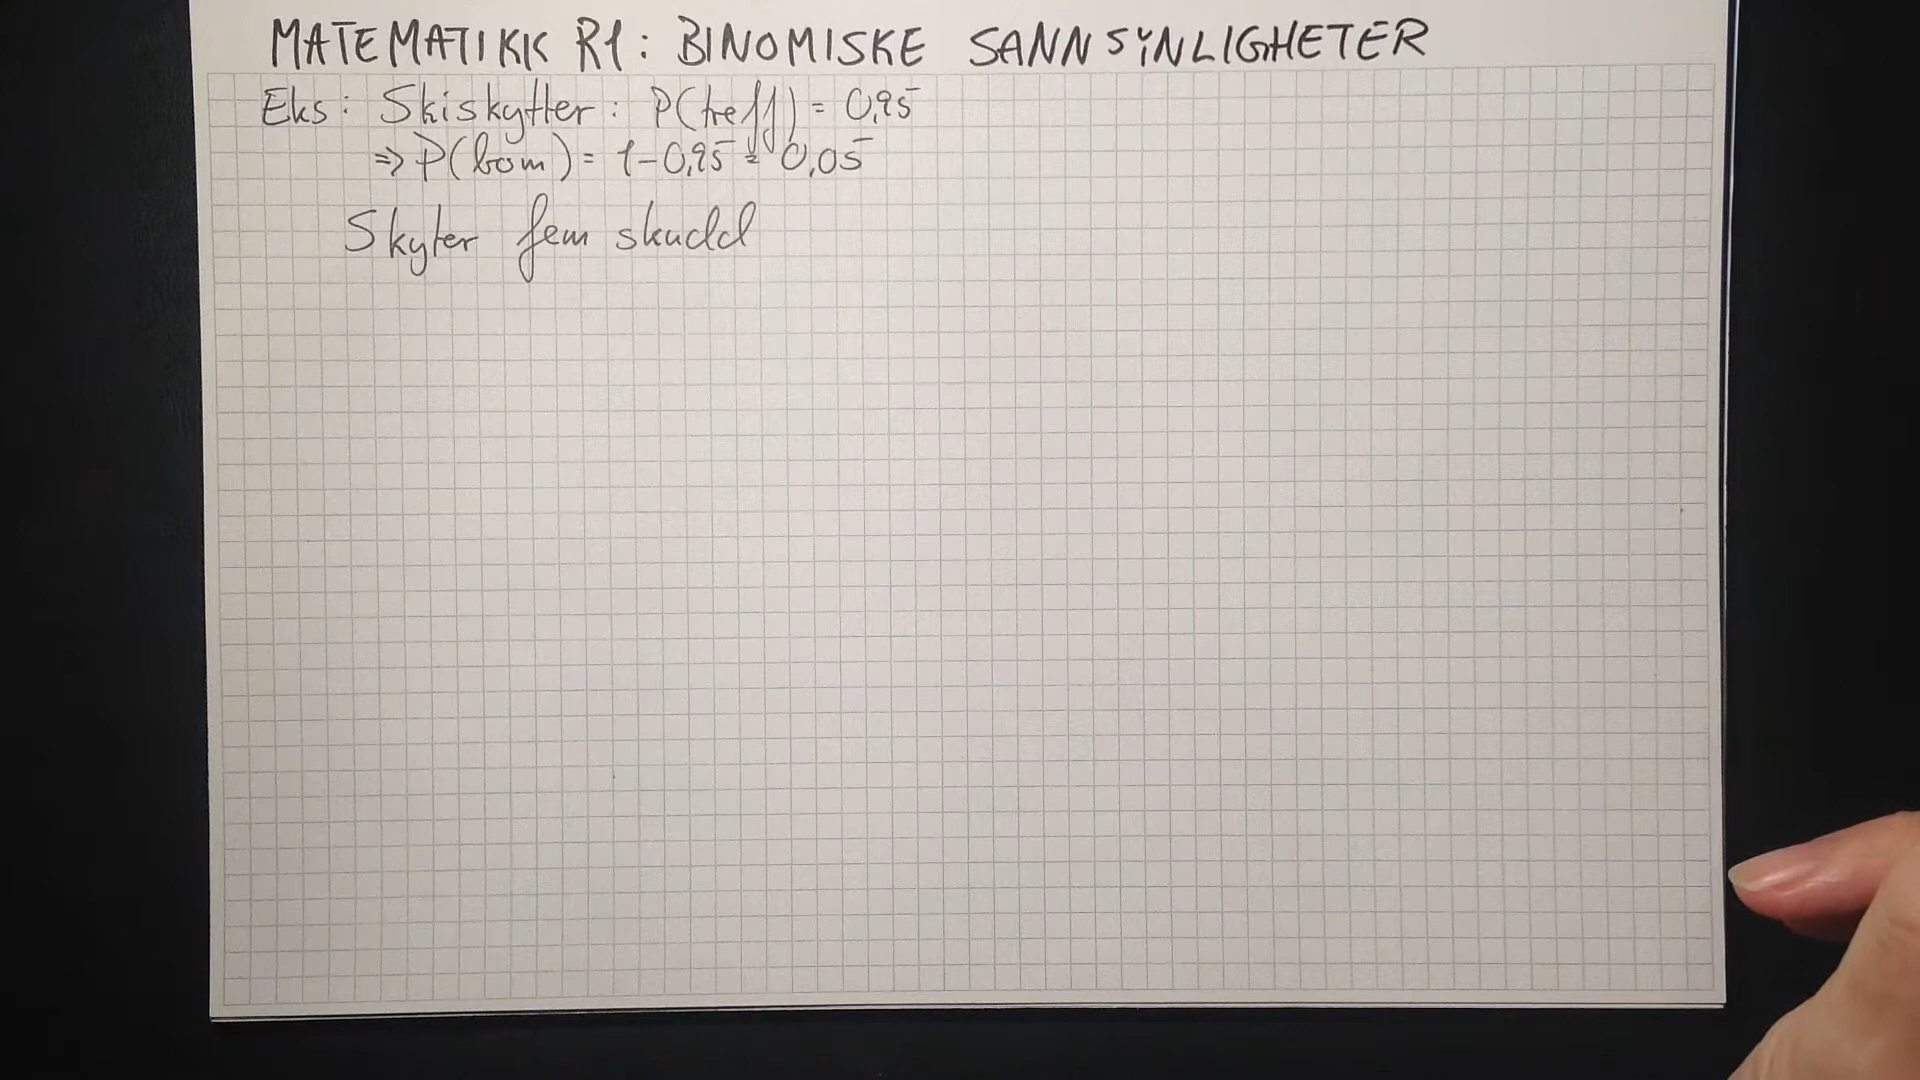 MATEMATIKK R1: BINOMISKE SANNSYNLIGHETER
Eks: Skiskytter: P(treff) = 0,95
⇒ P(bom) = 1-0,95 = 0,05
Skyter fem skudd